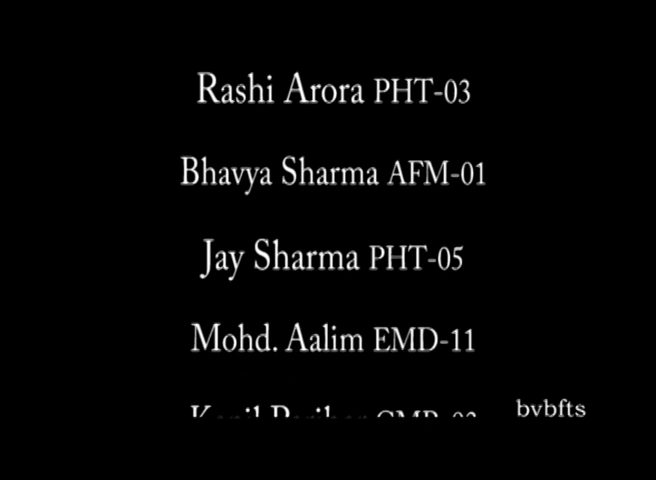 Rashi Arora PHT-03
Bhavya Sharma AFM-01
Jay Sharma PHT-05
Mohd. Aalim EMD-11
bvbfts